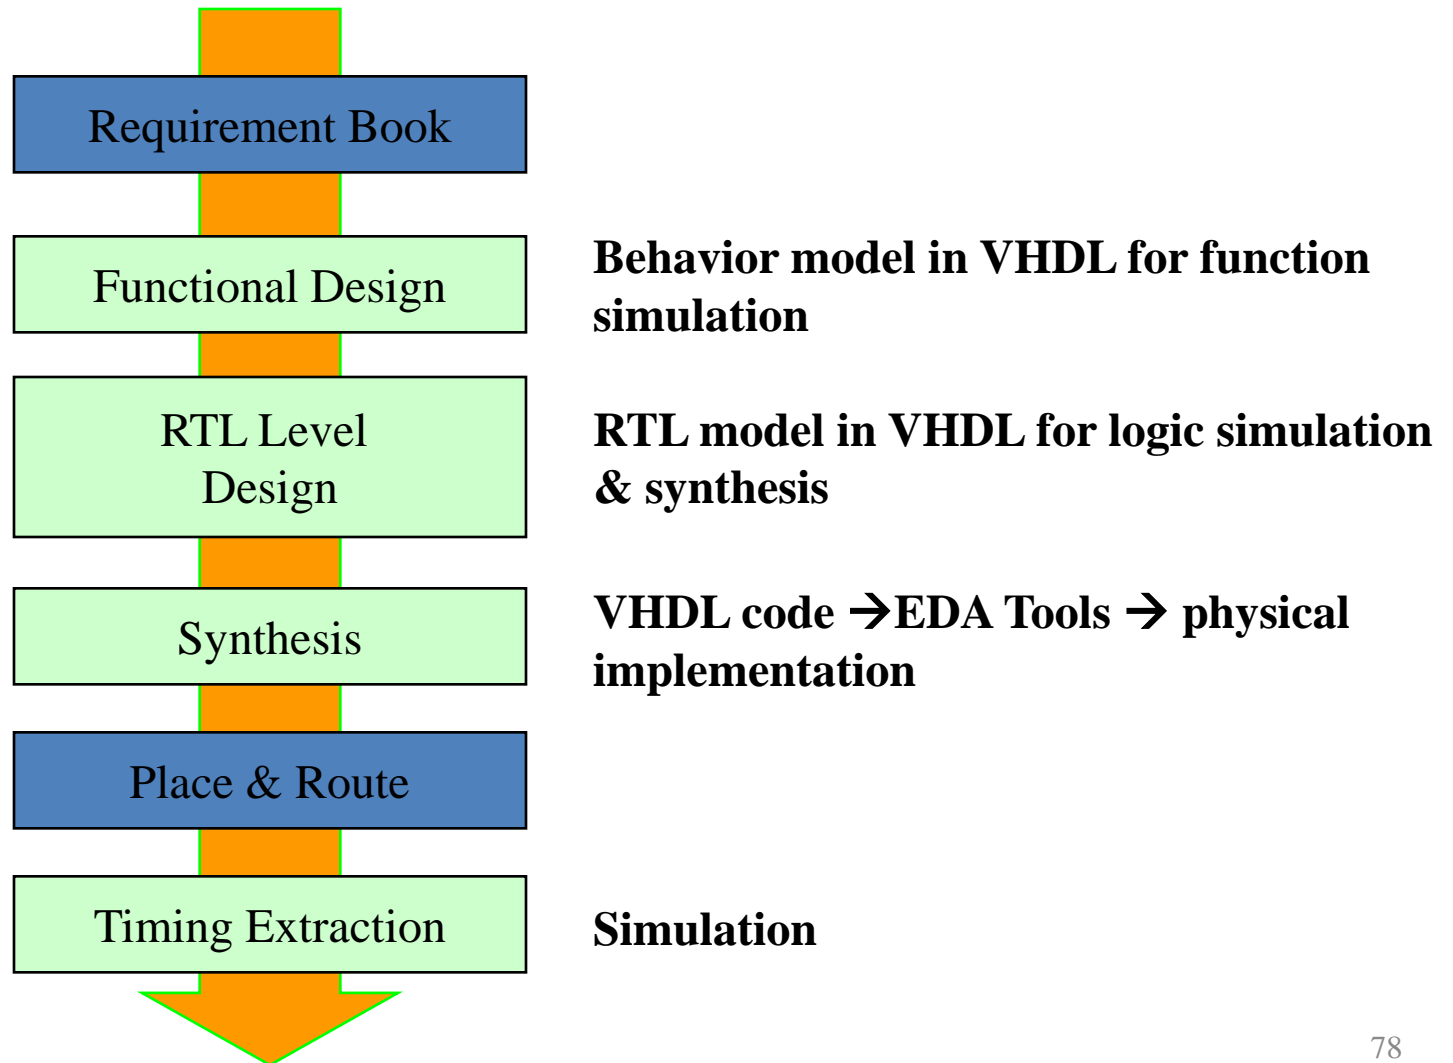 Requirement Book
Functional Design
Behavior model in VHDL for function
simulation
RTL Level
Design
RTL model in VHDL for logic simulation
& synthesis
Synthesis
VHDL code →EDA Tools → physical
implementation
Place & Route
Timing Extraction
Simulation
78